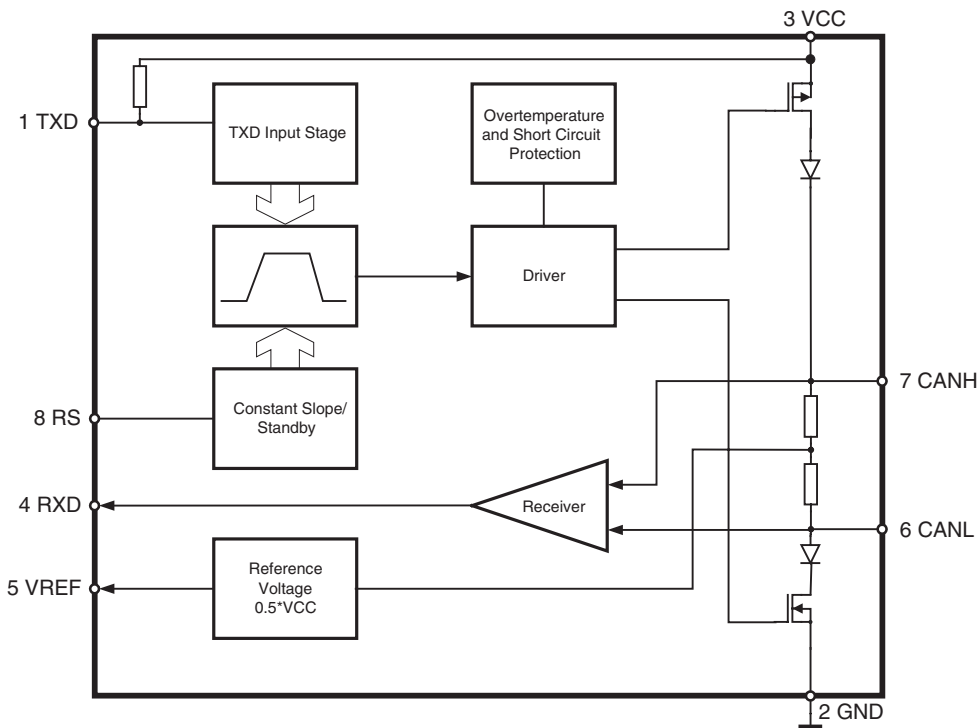 3 VCC
1 TXD
TXD Input Stage
Overtemperature
and Short Circuit
Protection
Driver
7 CANH
8 RS
Constant Slope/
Standby
4 RXD
Receiver
6 CANL
5 VREF
Reference
Voltage
0.5*VCC
2 GND